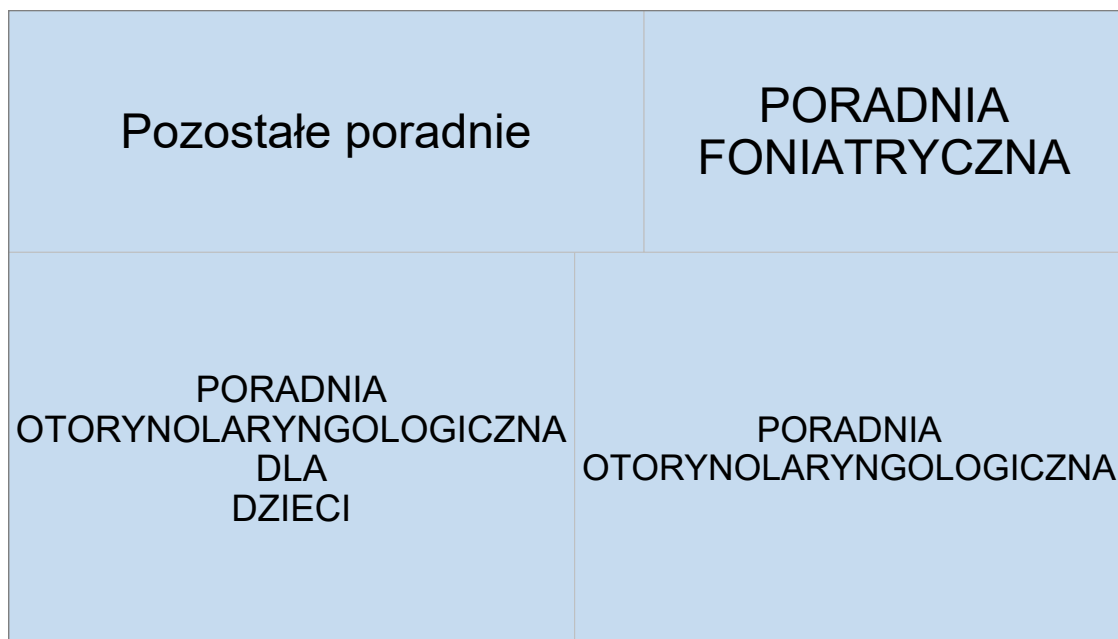 Pozostałe poradnie
PORADNIA
FONIATRYCZNA
PORADNIA
OTORYNOLARYNGOLOGICZNA
DLA
DZIECI
PORADNIA
OTORYNOLARYNGOLOGICZNA